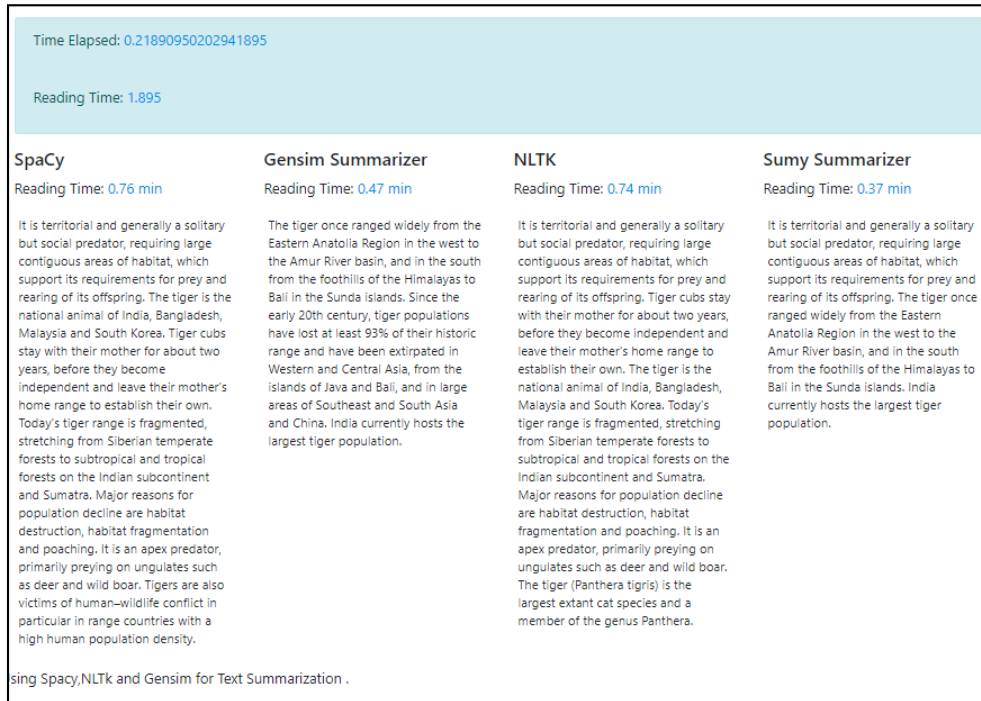 Time Elapsed: 0.21890950202941895
Reading Time: 1.895
SpaCy
Reading Time: 0.76 min
It is territorial and generally a solitary
but social predator, requiring large
contiguous areas of habitat, which
support its requirements for prey and
rearing of its offspring. The tiger is the
national animal of India, Bangladesh,
Malaysia and South Korea. Tiger cubs
stay with their mother for about two
years, before they become
independent and leave their mother's
home range to establish their own.
Today's tiger range is fragmented,
stretching from Siberian temperate
forests to subtropical and tropical
forests on the Indian subcontinent
and Sumatra. Major reasons for
population decline are habitat
destruction, habitat fragmentation
and poaching. It is an apex predator,
primarily preying on ungulates such
as deer and wild boar. Tigers are also
victims of human–wildlife conflict in
particular in range countries with a
high human population density.
Gensim Summarizer
Reading Time: 0.47 min
The tiger once ranged widely from the
Eastern Anatolia Region in the west to
the Amur River basin, and in the south
from the foothills of the Himalayas to
Bali in the Sunda islands. Since the
early 20th century, tiger populations
have lost at least 93% of their historic
range and have been extirpated in
Western and Central Asia, from the
islands of Java and Bali, and in large
areas of Southeast and South Asia
and China. India currently hosts the
largest tiger population.
NLTK
Reading Time: 0.74 min
It is territorial and generally a solitary
but social predator, requiring large
contiguous areas of habitat, which
support its requirements for prey and
rearing of its offspring. Tiger cubs stay
with their mother for about two years,
before they become independent and
leave their mother's home range to
establish their own. The tiger is the
national animal of India, Bangladesh,
Malaysia and South Korea. Today's
tiger range is fragmented, stretching
from Siberian temperate forests to
subtropical and tropical forests on the
Indian subcontinent and Sumatra.
Major reasons for population decline
are habitat destruction, habitat
fragmentation and poaching. It is an
apex predator, primarily preying on
ungulates such as deer and wild boar.
The tiger (Panthera tigris) is the
largest extant cat species and a
member of the genus Panthera.
Sumy Summarizer
Reading Time: 0.37 min
It is territorial and generally a solitary
but social predator, requiring large
contiguous areas of habitat, which
support its requirements for prey and
rearing of its offspring. The tiger once
ranged widely from the Eastern
Anatolia Region in the west to the
Amur River basin, and in the south
from the foothills of the Himalayas to
Bali in the Sunda islands. India
currently hosts the largest tiger
population.
sing Spacy,NLTk and Gensim for Text Summarization .